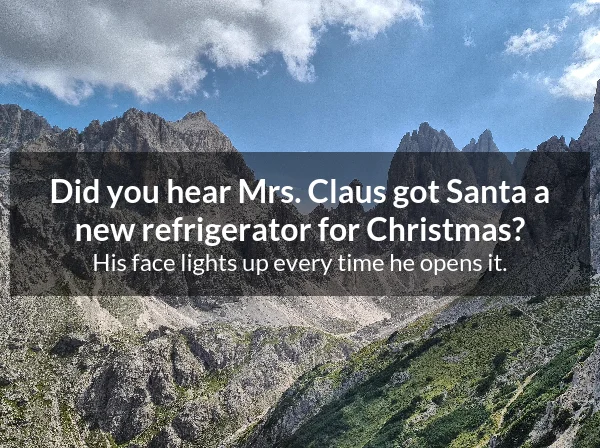 Did you hear Mrs. Claus got Santa a
new refrigerator for Christmas?
His face lights up every time he opens it.